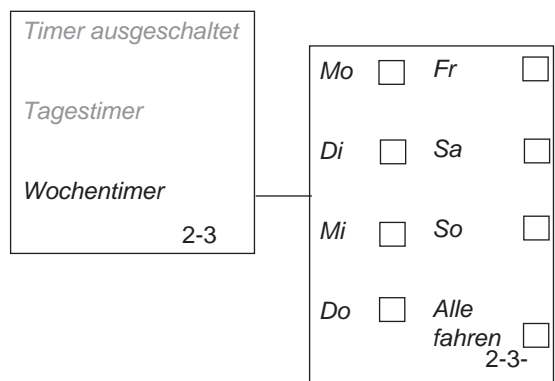 Timer ausgeschaltet
Tagestimer
Wochentimer
2-3
Mo
Fr
Di
Sa
Mi
So
Do
Alle
fahren
2-3-